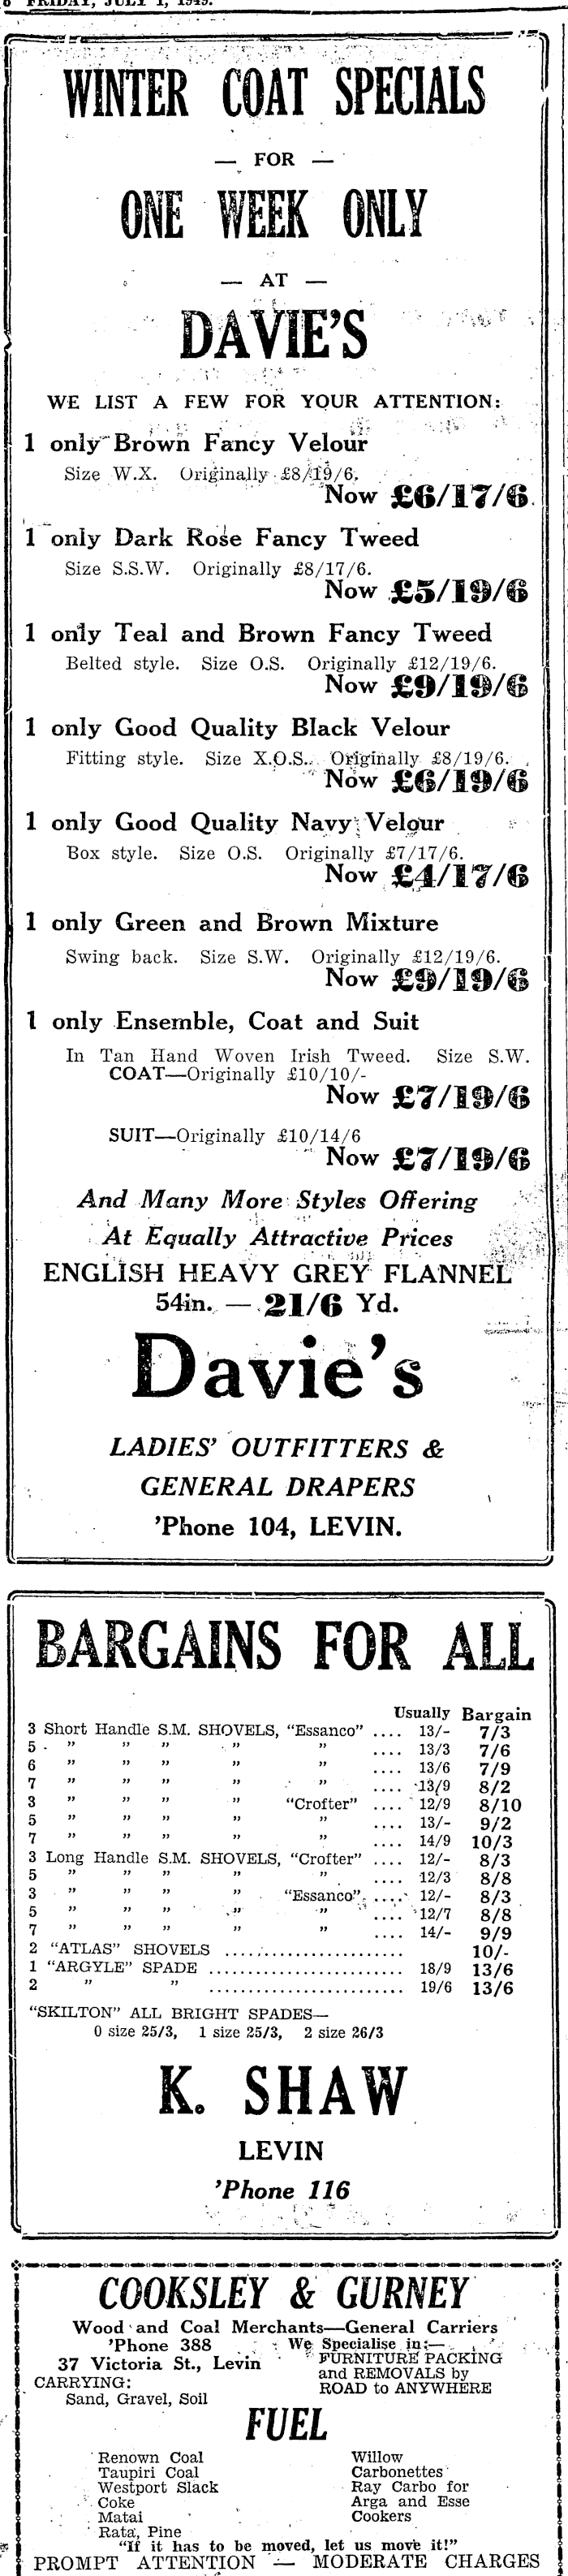 6 FRIDAY, JULY 1, 1949.
WINTER COAT SPECIALS
— FOR —
ONE WEEK ONLY
— AT —
DAVIE'S
WE LIST A FEW FOR YOUR ATTENTION:
1 only Brown Fancy Velour
Size W.X. Originally £8/19/6.
Now £6/17/6
1 only Dark Rose Fancy Tweed
Size S.S.W. Originally £8/17/6.
Now £5/19/6
1 only Teal and Brown Fancy Tweed
Belted style. Size O.S. Originally £12/19/6.
Now £9/19/6
1 only Good Quality Black Velour
Fitting style. Size X.O.S. Originally £8/19/6.
Now £6/19/6
1 only Good Quality Navy Velour
Box style. Size O.S. Originally £7/17/6.
Now £4/17/6
1 only Green and Brown Mixture
Swing back. Size S.W. Originally £12/19/6.
Now £9/19/6
1 only Ensemble, Coat and Suit
In Tan Hand Woven Irish Tweed. Size S.W.
COAT—Originally £10/10/-
Now £7/19/6
SUIT—Originally £10/14/6
Now £7/19/6
And Many More Styles Offering
At Equally Attractive Prices
ENGLISH HEAVY GREY FLANNEL
54in. — 21/6 Yd.
Davie's
LADIES' OUTFITTERS &
GENERAL DRAPERS
'Phone 104, LEVIN.
BARGAINS FOR ALL
Usually Bargain
3 Short Handle S.M. SHOVELS, "Essanco" .... 13/- 7/3
5 " " " " " .... 13/3 7/6
6 " " " " " .... 13/6 7/9
7 " " " " " .... 13/9 8/2
3 " " " " "Crofter" .... 12/9 8/10
5 " " " " " .... 13/- 9/2
7 " " " " " .... 14/9 10/3
3 Long Handle S.M. SHOVELS, "Crofter" .... 12/- 8/3
5 " " " " " .... 12/3 8/8
3 " " " " "Essanco" .... 12/- 8/3
5 " " " " " .... 12/7 8/8
7 " " " " " .... 14/- 9/9
2 "ATLAS" SHOVELS ........................ 10/-
1 "ARGYLE" SPADE .......................... 18/9 13/6
2 " " .......................... 19/6 13/6
"SKILTON" ALL BRIGHT SPADES—
0 size 25/3, 1 size 25/3, 2 size 26/3
K. SHAW
LEVIN
'Phone 116
COOKSLEY & GURNEY
Wood and Coal Merchants—General Carriers
'Phone 388
37 Victoria St., Levin
CARRYING:
Sand, Gravel, Soil
We Specialise in:—
FURNITURE PACKING
and REMOVALS by
ROAD to ANYWHERE
FUEL
Renown Coal
Taupiri Coal
Westport Slack
Coke
Matai
Rata, Pine
Willow
Carbonettes
Ray Carbo for
Arga and Esse
Cookers
"If it has to be moved, let us move it!"
PROMPT ATTENTION — MODERATE CHARGES